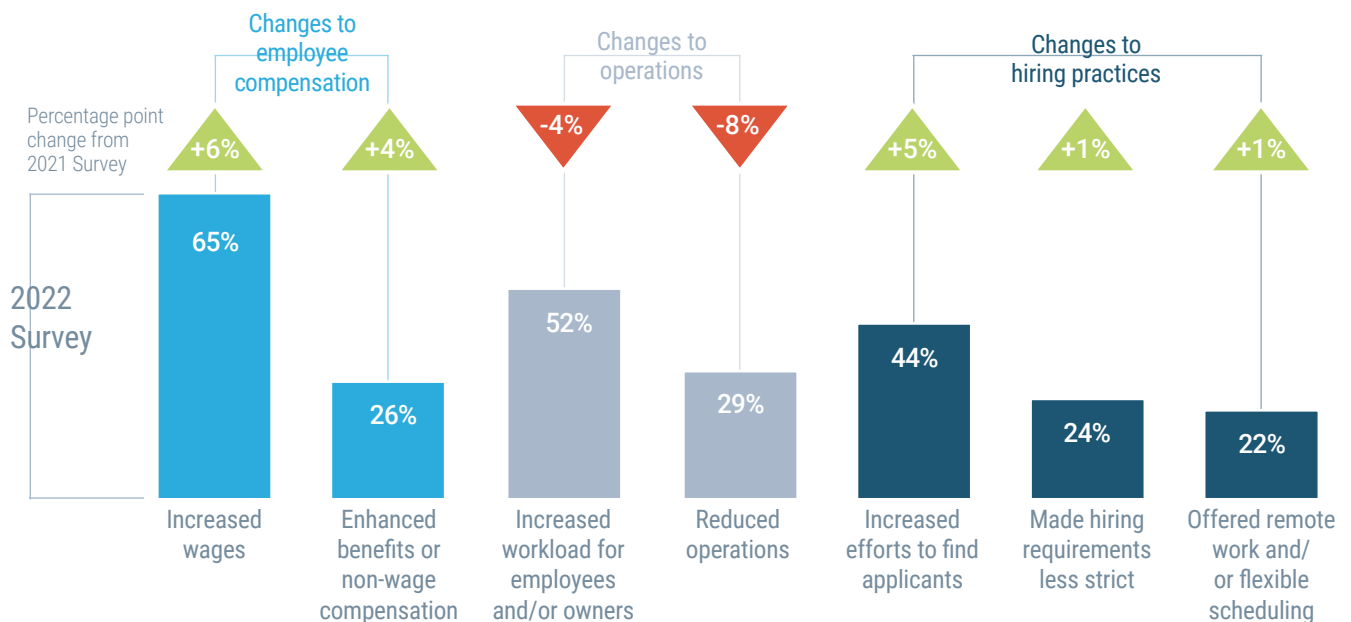 Changes to
employee
compensation
Changes to
operations
Changes to
hiring practices
Percentage point
change from
2021 Survey
+6%
+4%
-4%
-8%
+5%
+1%
+1%
2022
Survey
65%
26%
52%
29%
44%
24%
22%
Increased
wages
Enhanced
benefits or
non-wage
compensation
Increased
workload for
employees
and/or owners
Reduced
operations
Increased
efforts to find
applicants
Made hiring
requirements
less strict
Offered remote
work and/
or flexible
scheduling